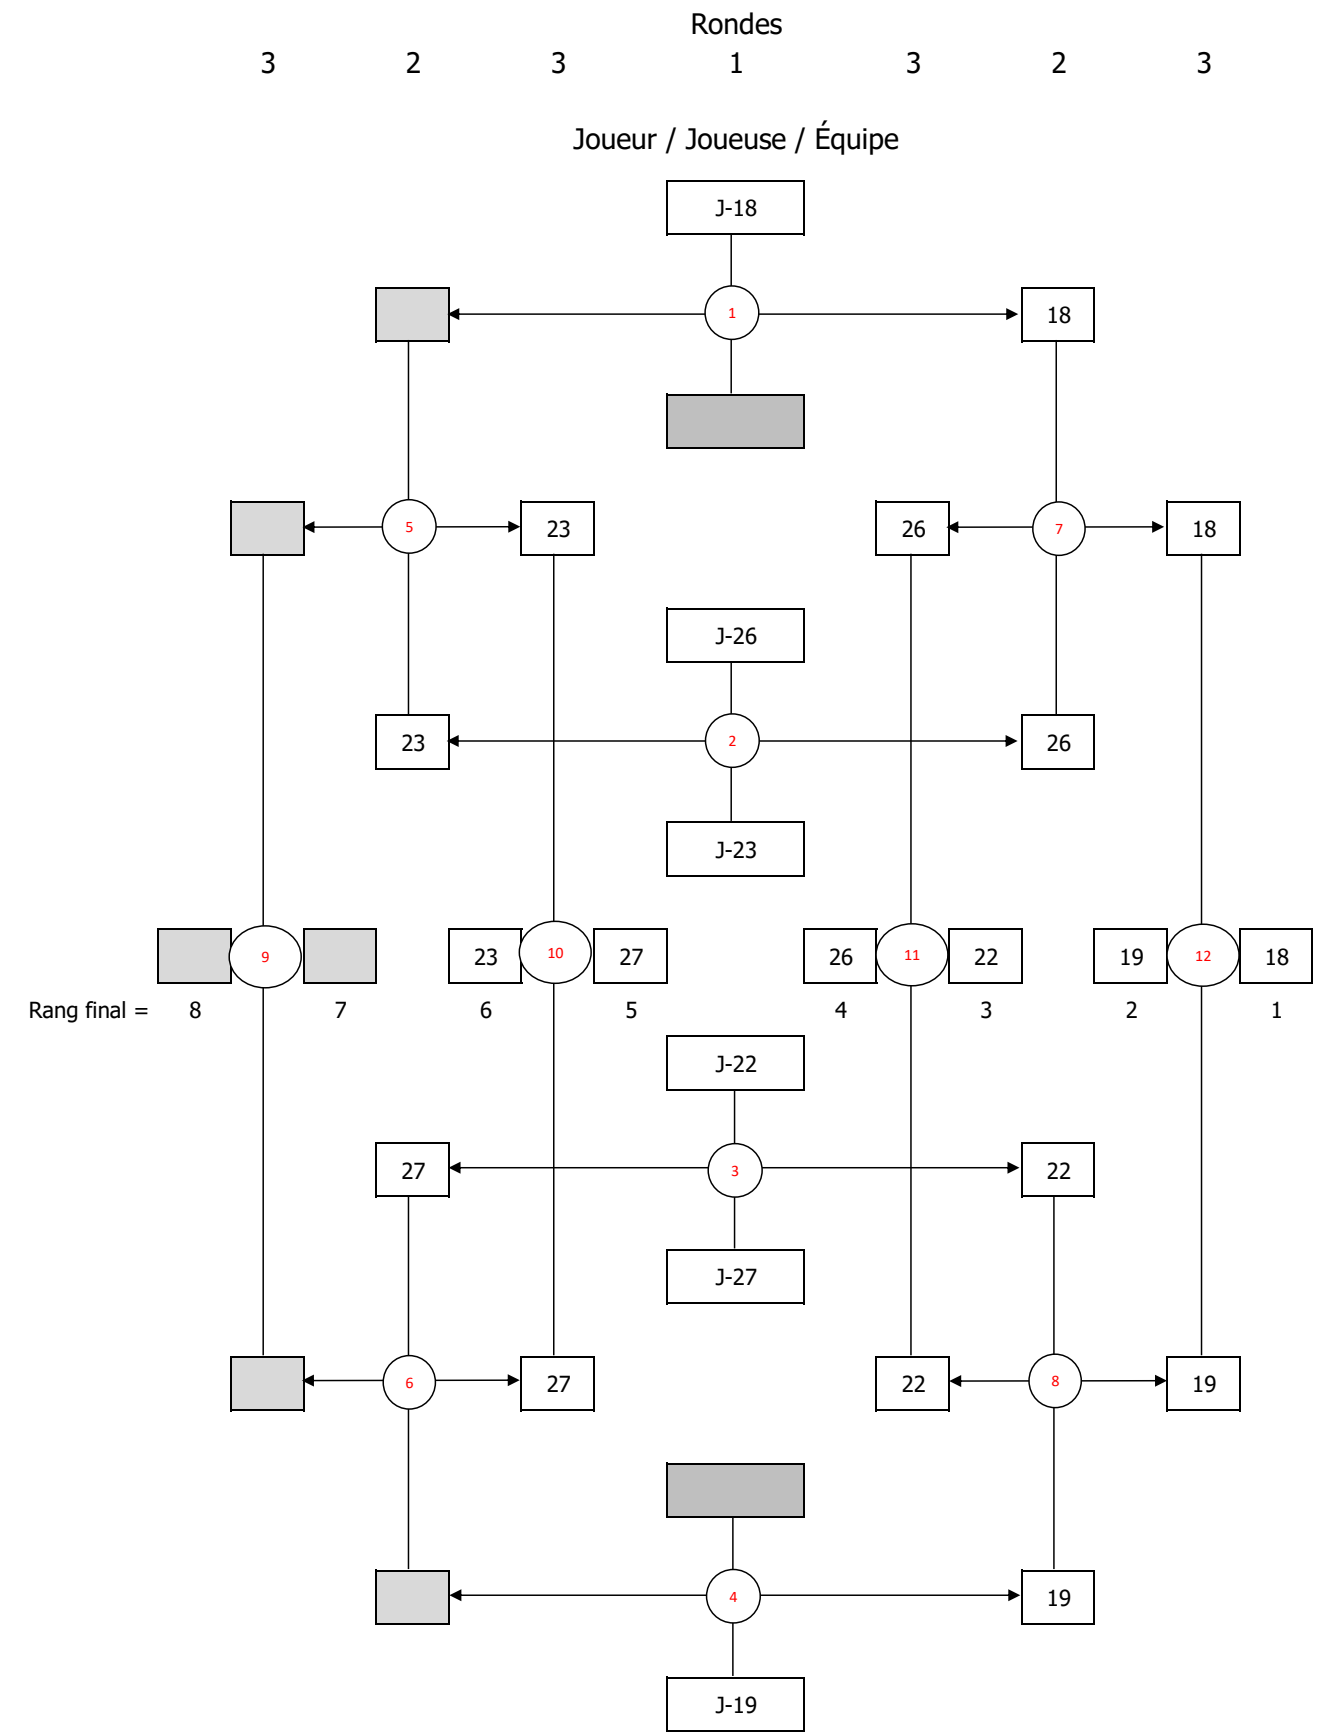 Rondes
3 2 3 1 3 2 3
Joueur / Joueuse / Équipe
J-18
1 18
5 23 26 7 18
J-26
23 2 26
J-23
9 23 10 27 26 11 22 19 12 18
Rang final = 8 7 6 5 4 3 2 1
J-22
27 3 22
J-27
6 27 22 8 19
4 19
J-19